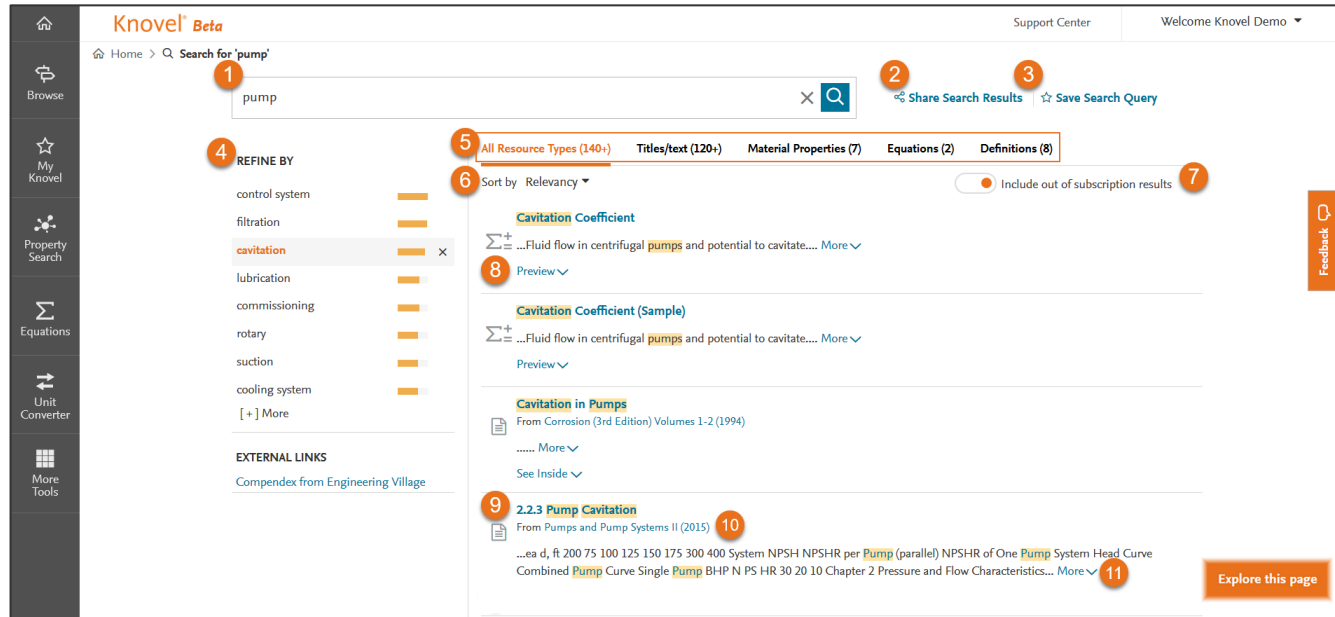 Knovel® Beta
Support Center
Welcome Knovel Demo
Home > Search for 'pump'
Browse
My
Knovel
Property
Search
Equations
Unit
Converter
More
Tools
1
pump
2
Share Search Results
3
Save Search Query
4
REFINE BY
control system
filtration
cavitation
lubrication
commissioning
rotary
suction
cooling system
[+] More
EXTERNAL LINKS
Compendex from Engineering Village
5
All Resource Types (140+) Titles/text (120+) Material Properties (7) Equations (2) Definitions (8)
6
Sort by Relevancy
Include out of subscription results
7
Cavitation Coefficient
...Fluid flow in centrifugal pumps and potential to cavitate.... More
8
Preview
Cavitation Coefficient (Sample)
...Fluid flow in centrifugal pumps and potential to cavitate.... More
Preview
Cavitation in Pumps
From Corrosion (3rd Edition) Volumes 1-2 (1994)
...... More
See Inside
9
2.2.3 Pump Cavitation
From Pumps and Pump Systems II (2015)
10
...ea d, ft 200 75 100 125 150 175 300 400 System NPSH NPSHR per Pump (parallel) NPSHR of One Pump System Head Curve
Combined Pump Curve Single Pump BHP N PS HR 30 20 10 Chapter 2 Pressure and Flow Characteristics... More
11
Feedback
Explore this page